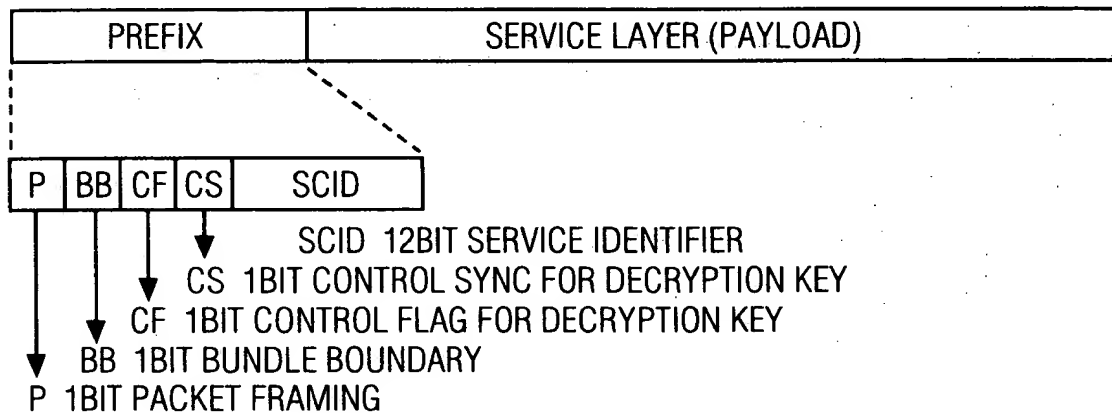 PREFIX SERVICE LAYER (PAYLOAD)
P BB CF CS SCID
SCID 12BIT SERVICE IDENTIFIER
CS 1BIT CONTROL SYNC FOR DECRYPTION KEY
CF 1BIT CONTROL FLAG FOR DECRYPTION KEY
BB 1BIT BUNDLE BOUNDARY
P 1BIT PACKET FRAMING